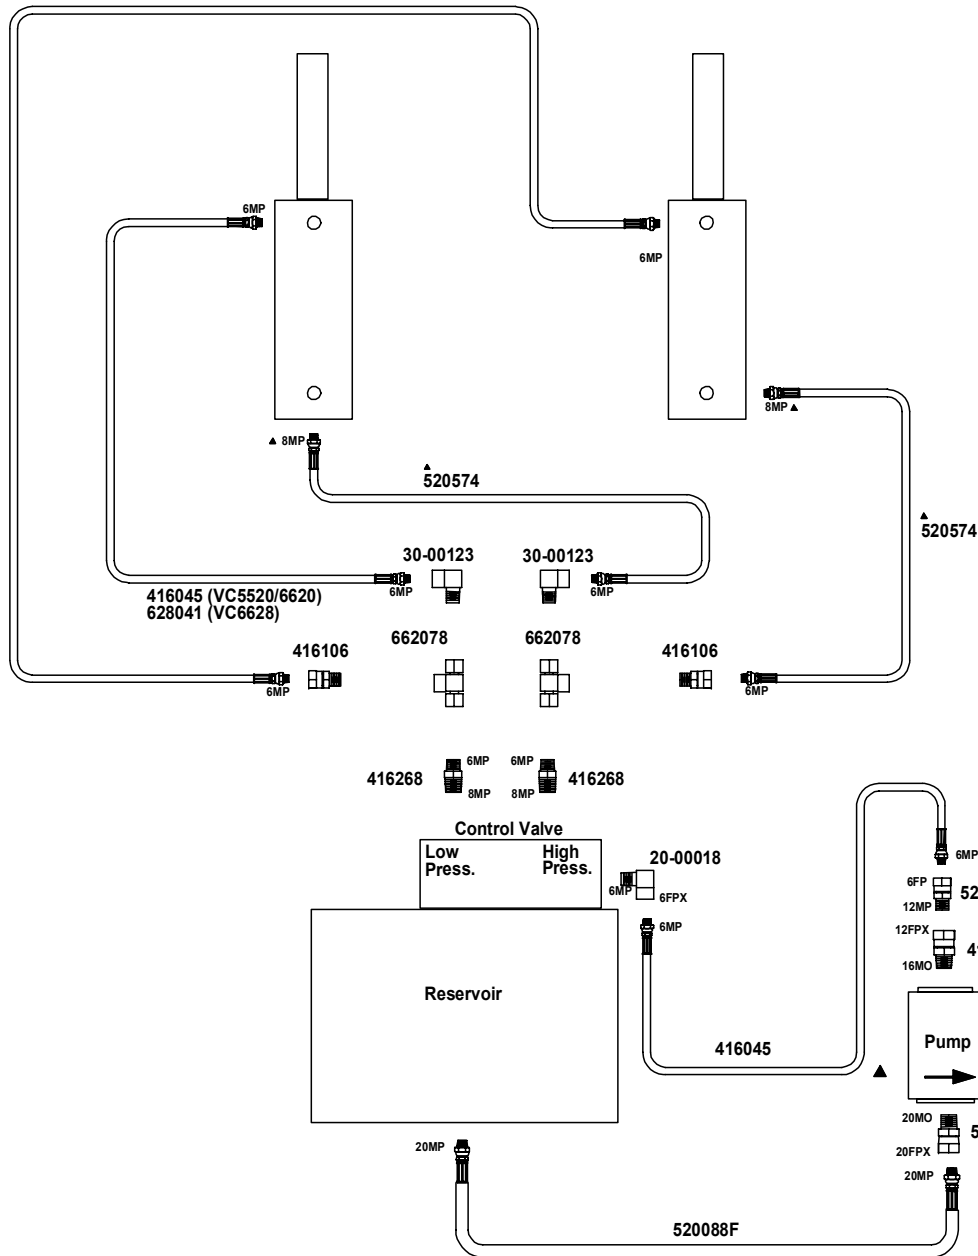 6MP
6MP
8MP ▲
▲ 8MP
▲
520574
▲
520574
30-00123
30-00123
6MP
6MP
416045 (VC5520/6620)
628041 (VC6628)
662078
662078
416106
416106
6MP
6MP
6MP
6MP
416268
416268
8MP
8MP
Control Valve
Low
Press.
High
Press.
20-00018
6MP
6FPX
6MP
6MP
6FP
12MP
12FPX
16MO
Reservoir
416045
▲
Pump
20MO
20FPX
20MP
20MP
520088F